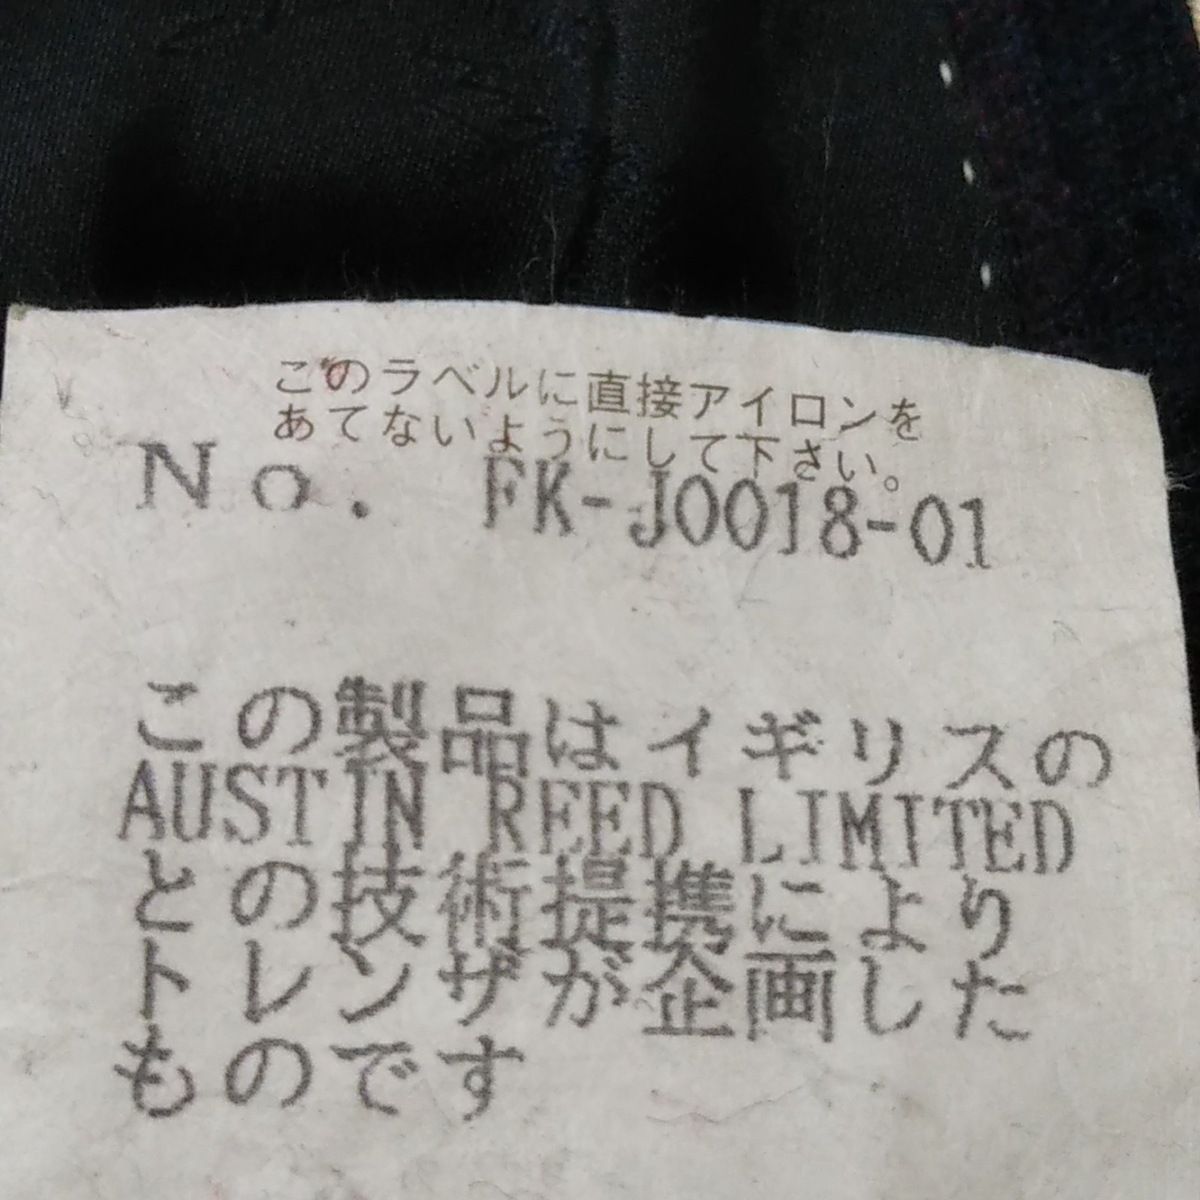 このラベルに直接アイロンを
あてないようにして下さい。
No. FK-J0018-01
この製品はイギリスの
AUSTIN REED LIMITED
との技術提携により
トレンザが企画した
ものです